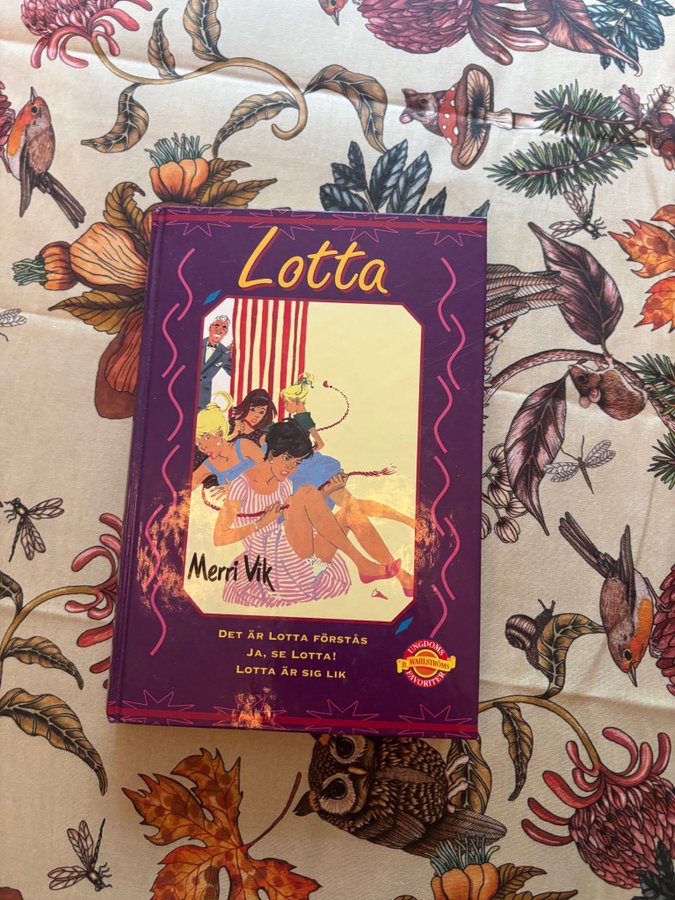 Lotta
Merri Vik
DET ÄR LOTTA FÖRSTÅS
JA, SE LOTTA!
LOTTA ÄR SIG LIK
UNGDOMS
B. WAHLSTRÖMS
FAVORITER